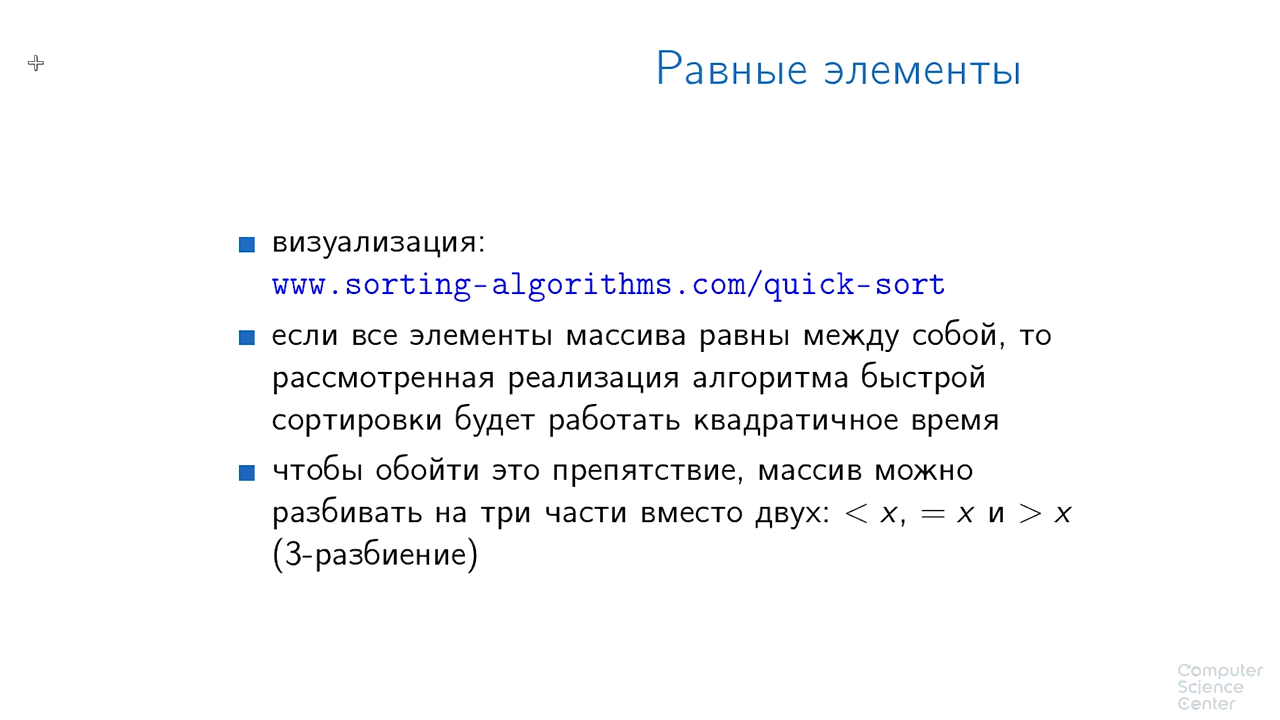 Равные элементы
визуализация:
www.sorting-algorithms.com/quick-sort
если все элементы массива равны между собой, то
рассмотренная реализация алгоритма быстрой
сортировки будет работать квадратичное время
чтобы обойти это препятствие, массив можно
разбивать на три части вместо двух: < x, = x и > x
(3-разбиение)
Computer
Science
Center